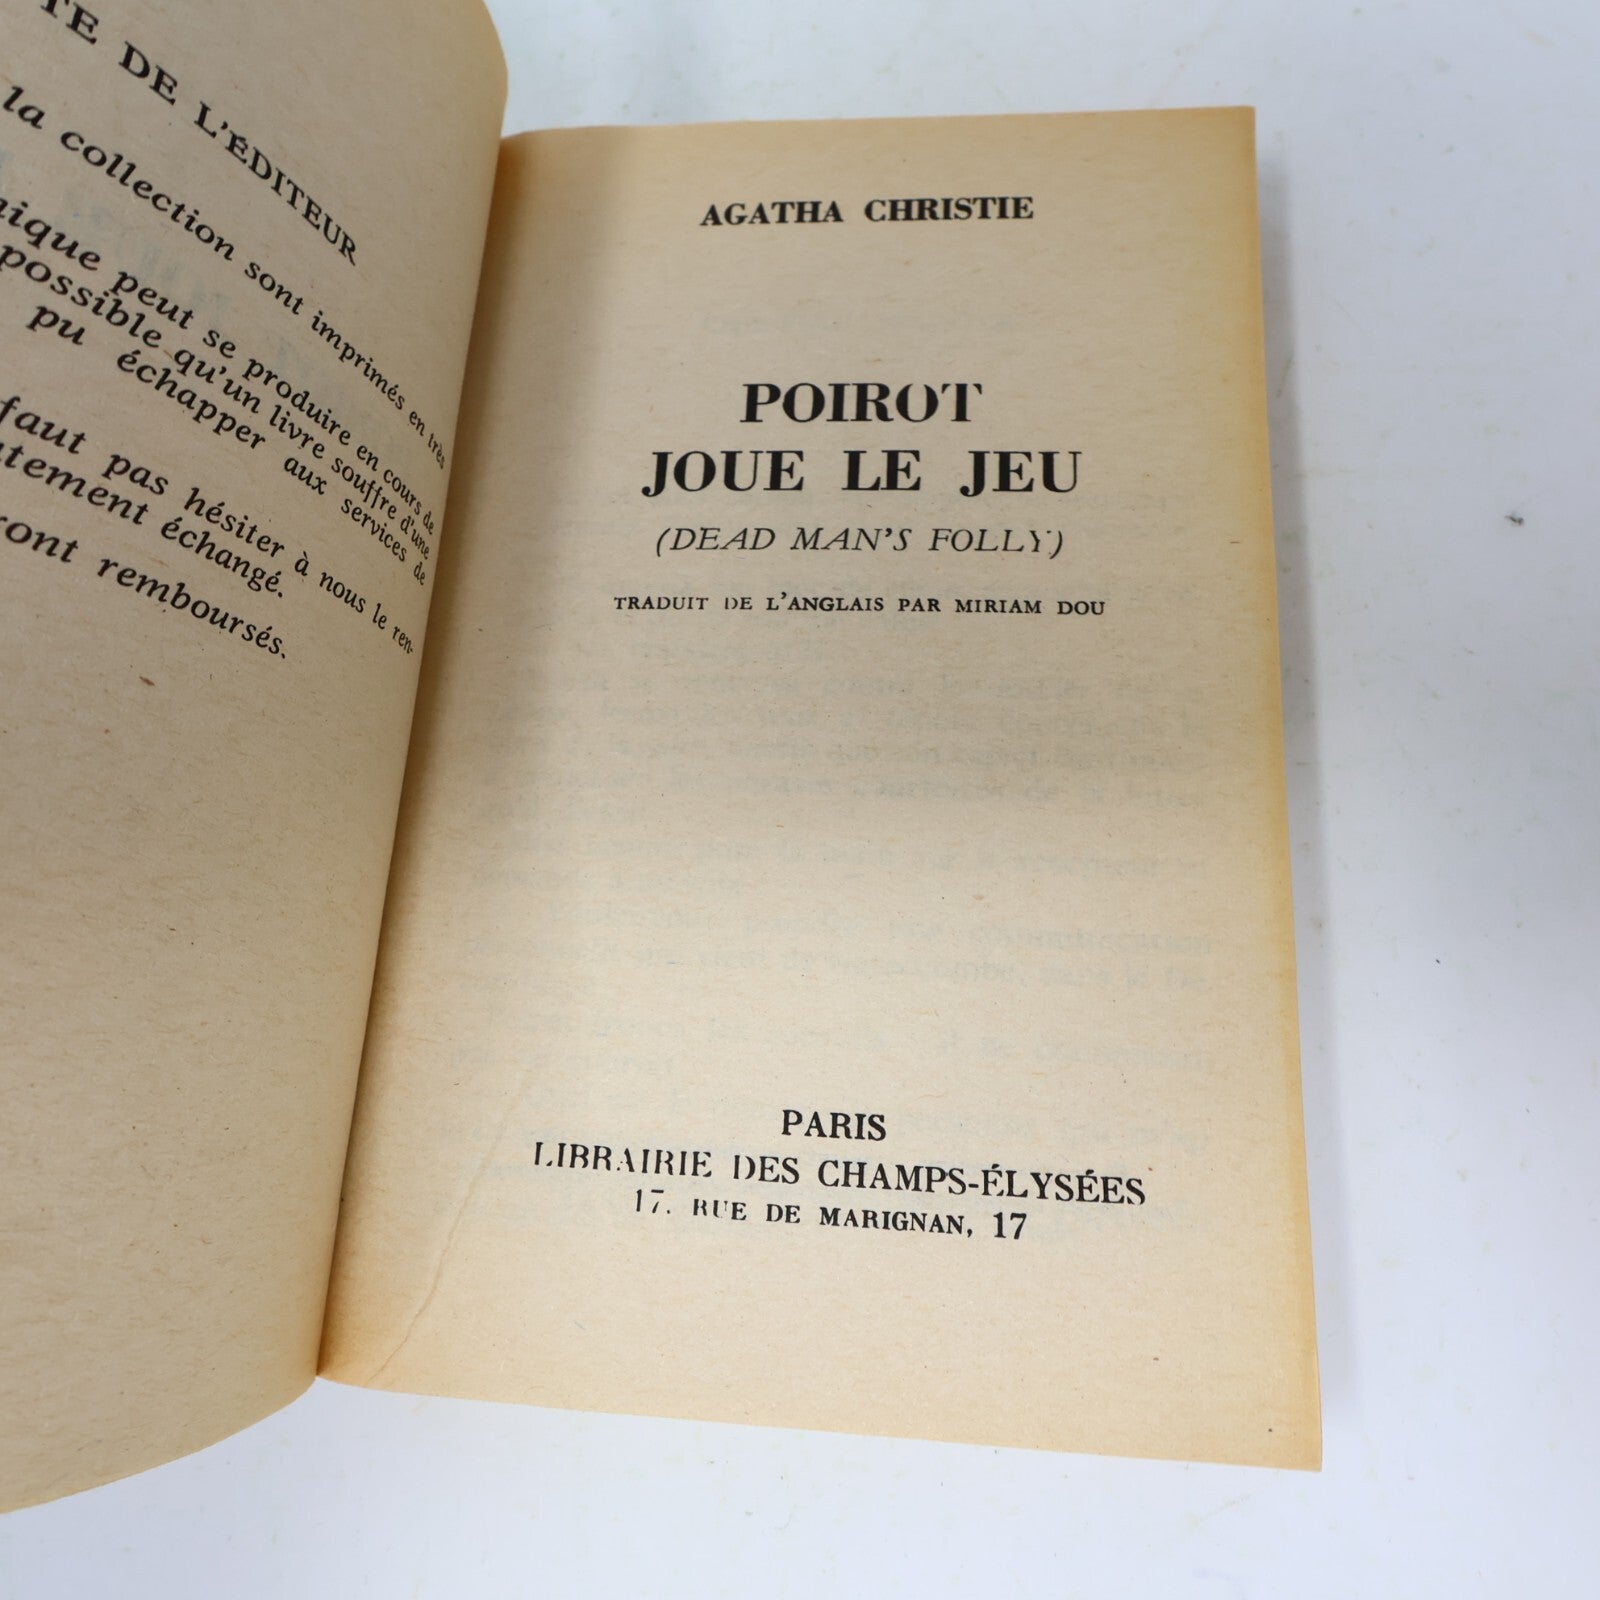 TE DE L'ÉDITEUR
la collection sont imprimés en très
nique peut se produire en cours de
possible qu'un livre souffre d'une
pu échapper aux services de
faut pas hésiter à nous le ren-
tement échangé.
ront remboursés.
AGATHA CHRISTIE
POIROT
JOUE LE JEU
(DEAD MAN'S FOLLY)
TRADUIT DE L'ANGLAIS PAR MIRIAM DOU
PARIS
LIBRAIRIE DES CHAMPS-ÉLYSÉES
17, RUE DE MARIGNAN, 17